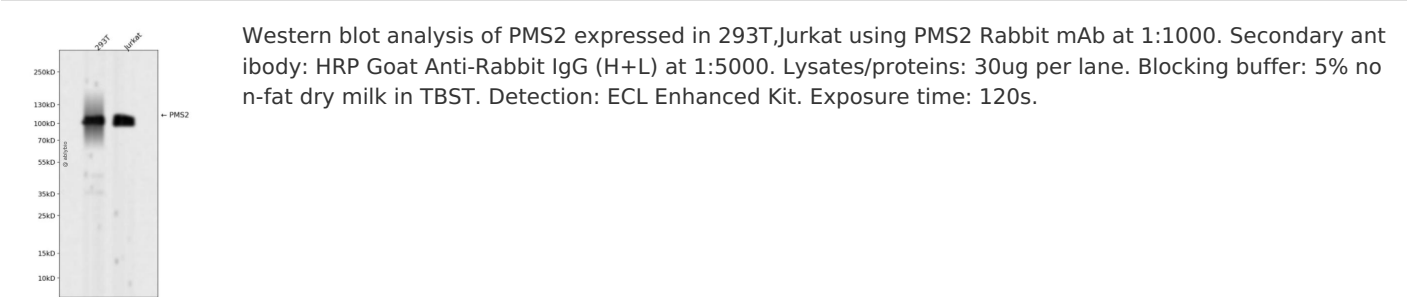 293T
Jurkat
250kD
130kD
100kD
70kD
55kD
35kD
25kD
15kD
10kD
← PMS2
Western blot analysis of PMS2 expressed in 293T,Jurkat using PMS2 Rabbit mAb at 1:1000. Secondary ant
ibody: HRP Goat Anti-Rabbit IgG (H+L) at 1:5000. Lysates/proteins: 30ug per lane. Blocking buffer: 5% no
n-fat dry milk in TBST. Detection: ECL Enhanced Kit. Exposure time: 120s.